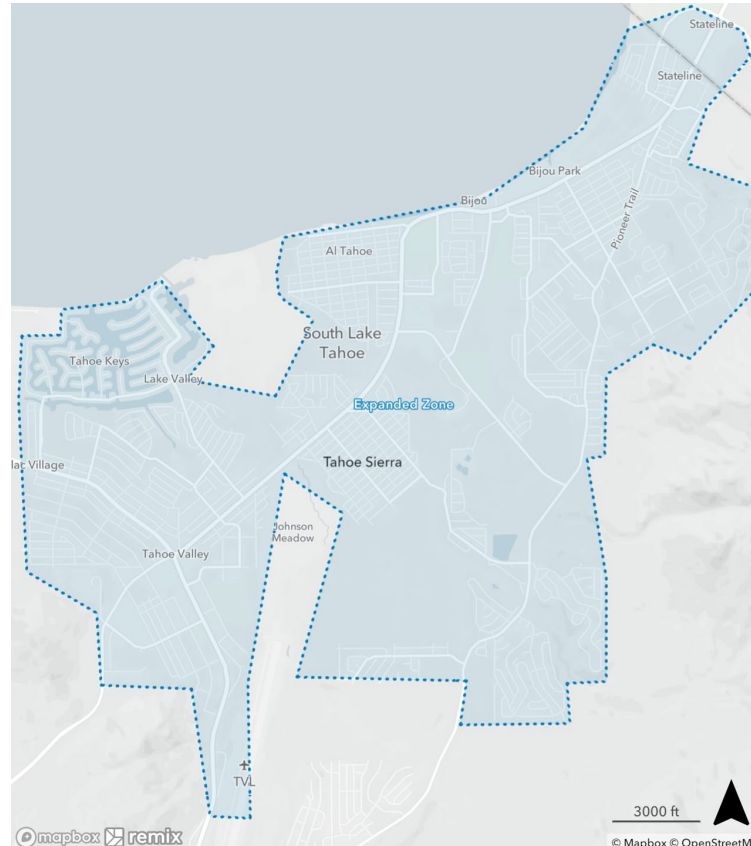 Stateline
Stateline
Bijou Park
Bijou
Pioneer Trail
Al Tahoe
South Lake
Tahoe
Tahoe Keys
Lake Valley
Expanded Zone
lac Village
Tahoe Sierra
Johnson
Meadow
Tahoe Valley
TVL
3000 ft
mapbox remix
© Mapbox © OpenStreetM